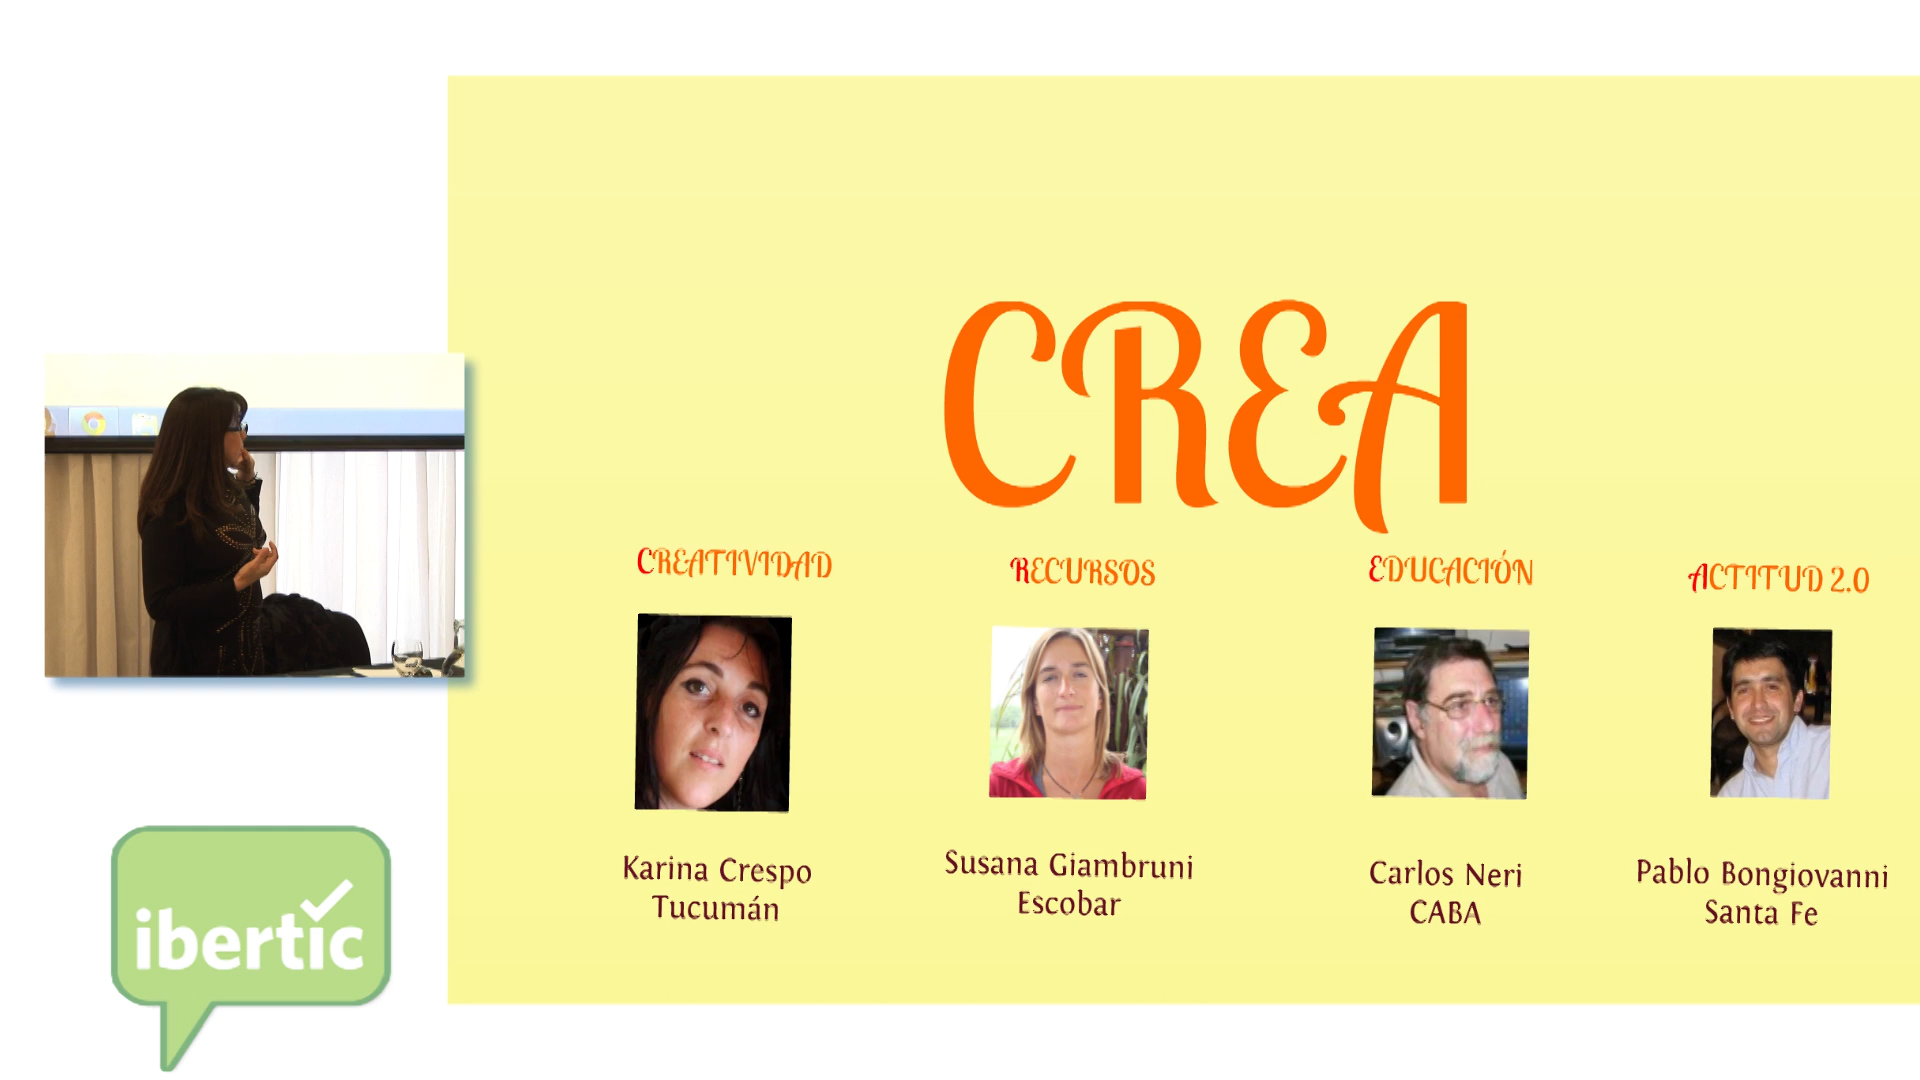 CREA
CREATIVIDAD
RECURSOS
EDUCACIÓN
ACTITUD 2.0
Karina Crespo
Tucumán
Susana Giambruni
Escobar
Carlos Neri
CABA
Pablo Bongiovanni
Santa Fe
ibertic